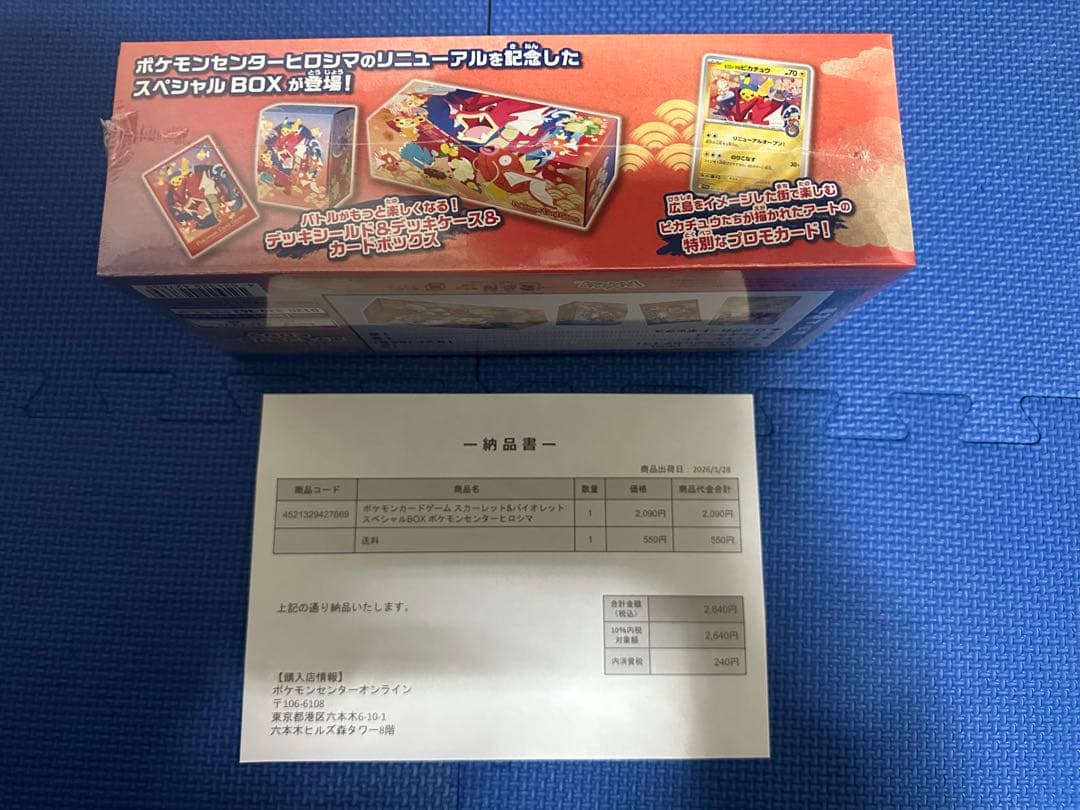 ポケモンセンターヒロシマのリニューアルを記念した
スペシャルBOXが登場!
バトルがもっと楽しくなる!
デッキシールド&デッキケース&
カードボックス
ピカチュウ
70
リニューアルオープン!
のりこなす
30
広島をイメージした街で楽しむ
ピカチュウたちが描かれたアートの
特別なプロモカード!
ー納品書ー
商品出荷日:2026/1/28
商品コード 商品名 数量 価格 商品代金合計
4521329427669 ポケモンカードゲーム スカーレット&バイオレット
スペシャルBOX ポケモンセンターヒロシマ 1 2,090円 2,090円
送料 1 550円 550円
上記の通り納品いたします。
合計金額
(税込) 2,640円
10%内税
対象額 2,640円
内消費税 240円
【購入店情報】
ポケモンセンターオンライン
〒106-6108
東京都港区六本木6-10-1
六本木ヒルズ森タワー8階